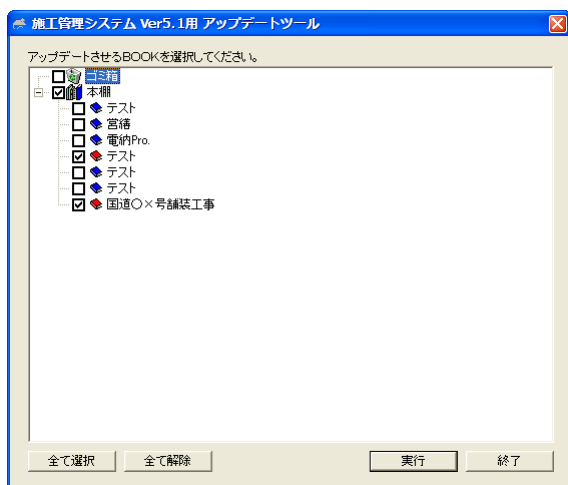 施工管理システム Ver5.1用 アップデートツール
アップデートさせるBOOKを選択してください。
ゴミ箱
本棚
テスト
営繕
電納Pro.
テスト
テスト
テスト
国道〇×号舗装工事
全て選択 全て解除 実行 終了